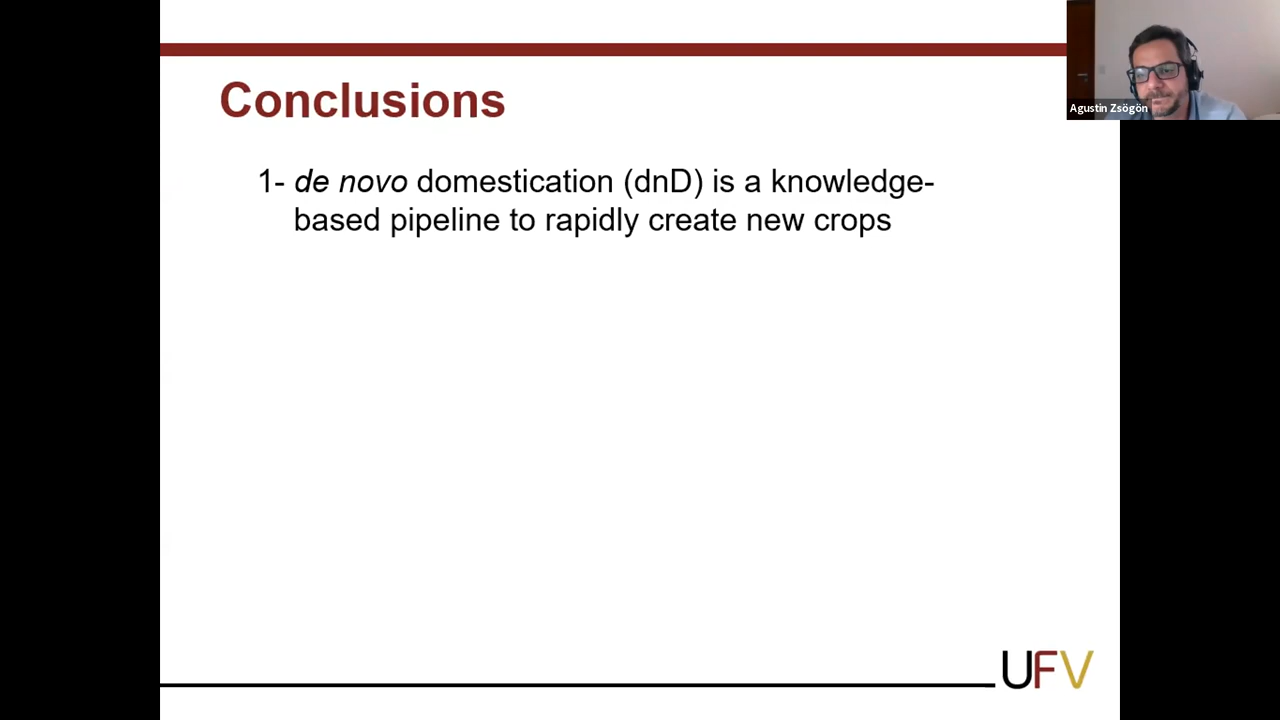 Conclusions
Agustin Zsögön
1- de novo domestication (dnD) is a knowledge-
based pipeline to rapidly create new crops
UFV